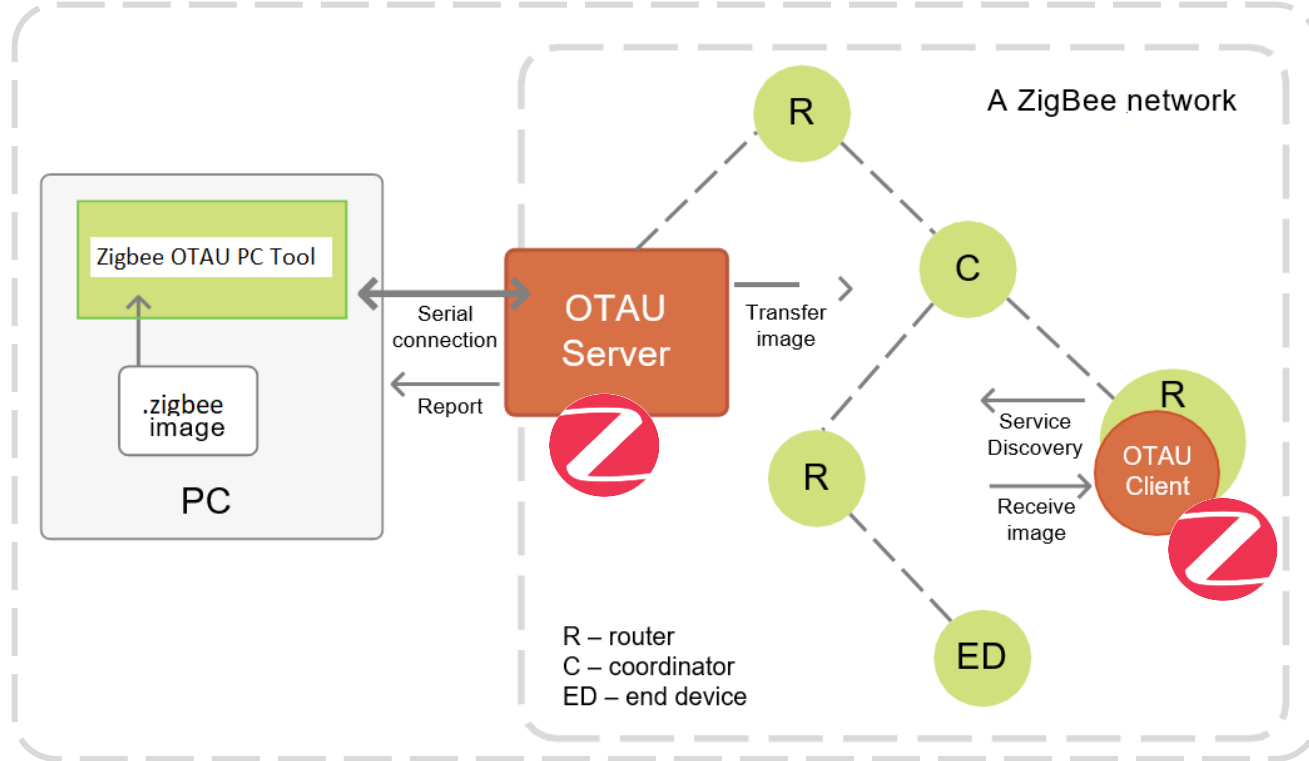 A ZigBee network
R
C
Zigbee OTAU PC Tool
.zigbee
image
PC
Serial
connection
Report
OTAU
Server
Transfer
image
Service
Discovery
Receive
image
R
OTAU
Client
R
ED
R – router
C – coordinator
ED – end device